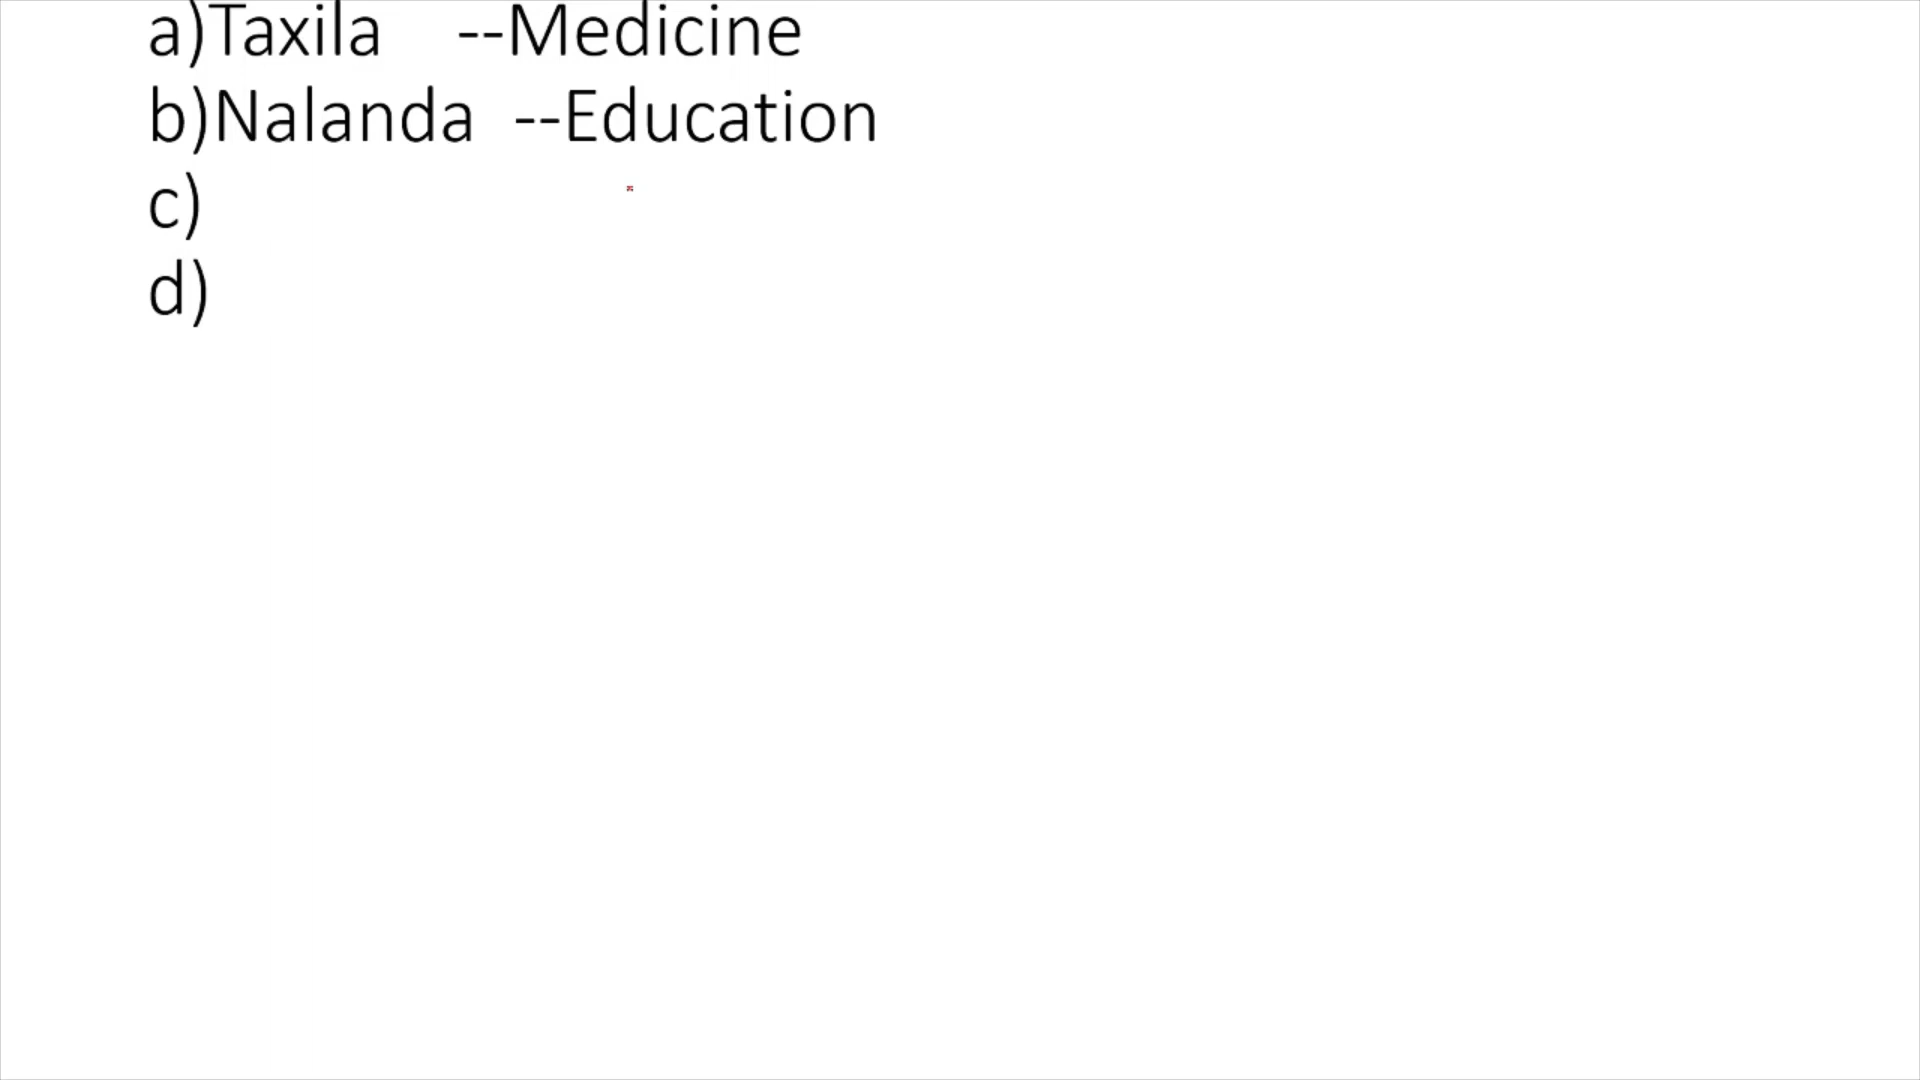 a)Taxila --Medicine
b)Nalanda --Education
c)
d)